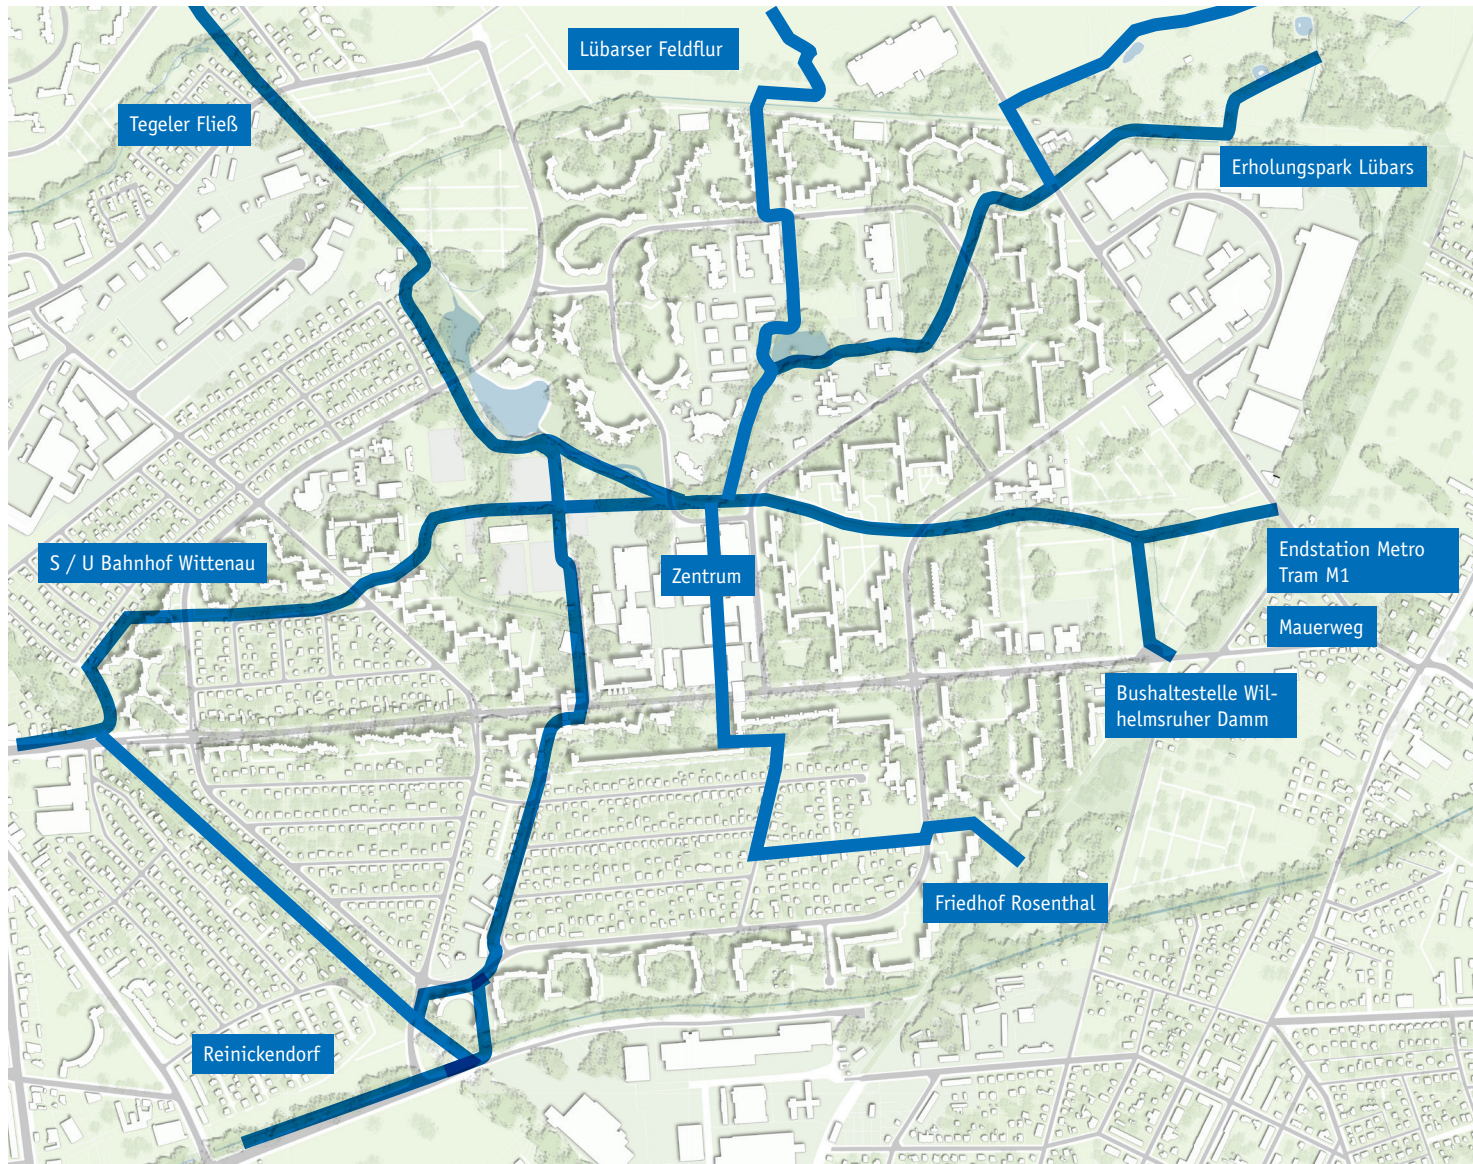 Lübarser Feldflur
Tegeler Fließ
Erholungspark Lübars
S / U Bahnhof Wittenau
Zentrum
Endstation Metro
Tram M1
Mauerweg
Bushaltestelle Wil-
helmsruher Damm
Friedhof Rosenthal
Reinickendorf